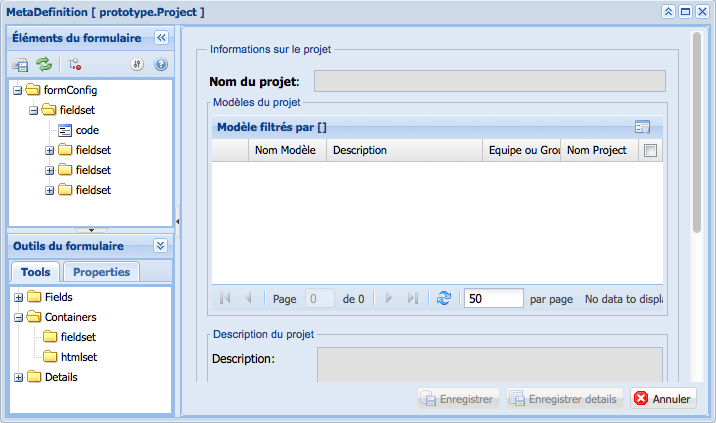 MetaDefinition [ prototype.Project ]
Éléments du formulaire
formConfig
fieldset
code
fieldset
fieldset
fieldset
Outils du formulaire
Tools Properties
Fields
Containers
fieldset
htmlset
Details
Informations sur le projet
Nom du projet:
Modèles du projet
Modèle filtrés par []
Nom Modèle Description Equipe ou Grou Nom Project
Page 0 de 0 50 par page No data to displa
Description du projet
Description:
Enregistrer Enregistrer details Annuler